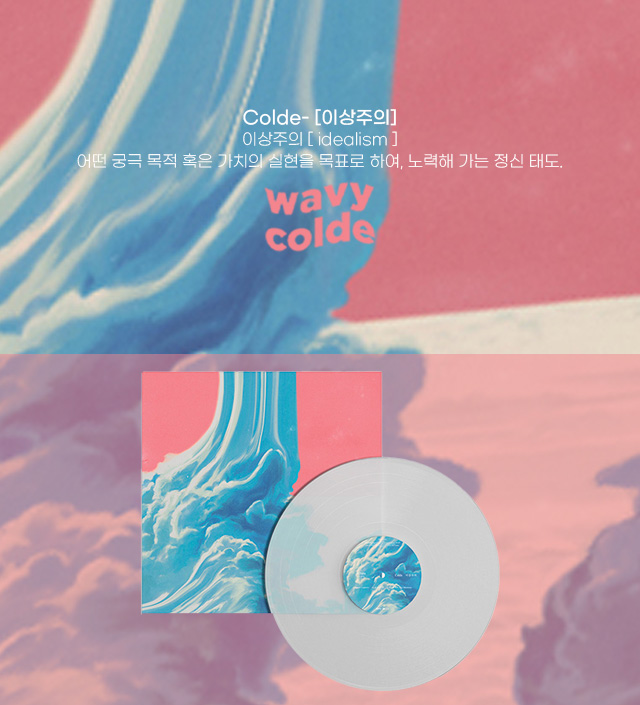 Colde- [이상주의]
이상주의 [ idealism ]
어떤 궁극 목적 혹은 가치의 실현을 목표로 하여, 노력해 가는 정신 태도.
wavy
colde